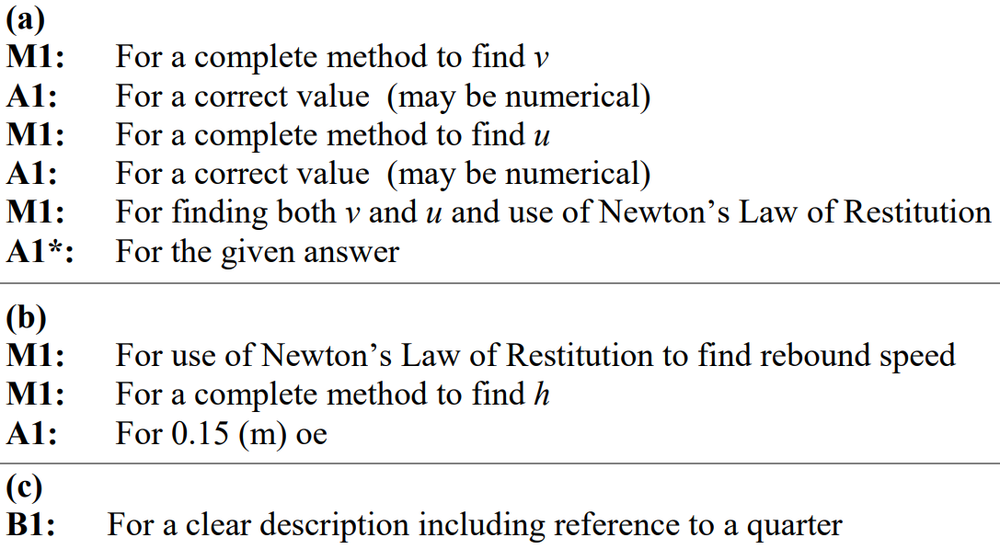 (a)
M1: For a complete method to find v
A1: For a correct value (may be numerical)
M1: For a complete method to find u
A1: For a correct value (may be numerical)
M1: For finding both v and u and use of Newton’s Law of Restitution
A1*: For the given answer
(b)
M1: For use of Newton’s Law of Restitution to find rebound speed
M1: For a complete method to find h
A1: For 0.15 (m) oe
(c)
B1: For a clear description including reference to a quarter